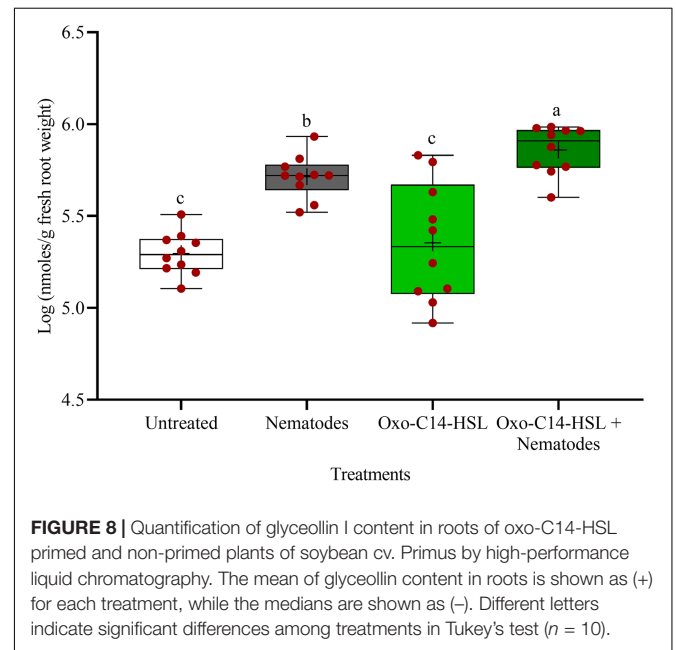 Log (nmoles/g fresh root weight)
6.5
6.0
5.5
5.0
4.5
c
b
c
a
Untreated Nematodes Oxo-C14-HSL Oxo-C14-HSL +
Nematodes
Treatments
FIGURE 8 | Quantification of glyceollin I content in roots of oxo-C14-HSL
primed and non-primed plants of soybean cv. Primus by high-performance
liquid chromatography. The mean of glyceollin content in roots is shown as (+)
for each treatment, while the medians are shown as (–). Different letters
indicate significant differences among treatments in Tukey’s test (n = 10).